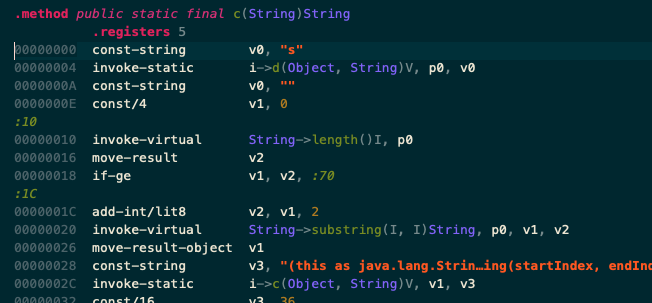 .method public static final c(String)String
.registers 5
00000000 const-string v0, "s"
00000004 invoke-static i->d(Object, String)V, p0, v0
0000000A const-string v0, ""
0000000E const/4 v1, 0
:10
00000010 invoke-virtual String->length()I, p0
00000016 move-result v2
00000018 if-ge v1, v2, :70
:1C
0000001C add-int/lit8 v2, v1, 2
00000020 invoke-virtual String->substring(I, I)String, p0, v1, v2
00000026 move-result-object v1
00000028 const-string v3, "(this as java.lang.Strin…ing(startIndex, endInd
0000002C invoke-static i->c(Object, String)V, v1, v3
00000032 const/16 v3, 36